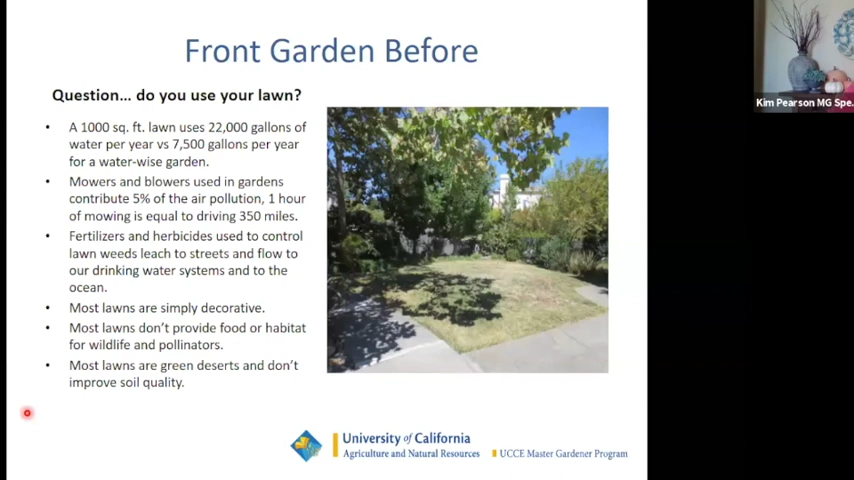 Front Garden Before
Question... do you use your lawn?
• A 1000 sq. ft. lawn uses 22,000 gallons of
water per year vs 7,500 gallons per year
for a water-wise garden.
• Mowers and blowers used in gardens
contribute 5% of the air pollution, 1 hour
of mowing is equal to driving 350 miles.
• Fertilizers and herbicides used to control
lawn weeds leach to streets and flow to
our drinking water systems and to the
ocean.
• Most lawns are simply decorative.
• Most lawns don't provide food or habitat
for wildlife and pollinators.
• Most lawns are green deserts and don't
improve soil quality.
University of California
Agriculture and Natural Resources
UCCE Master Gardener Program
Kim Pearson MG Spe...